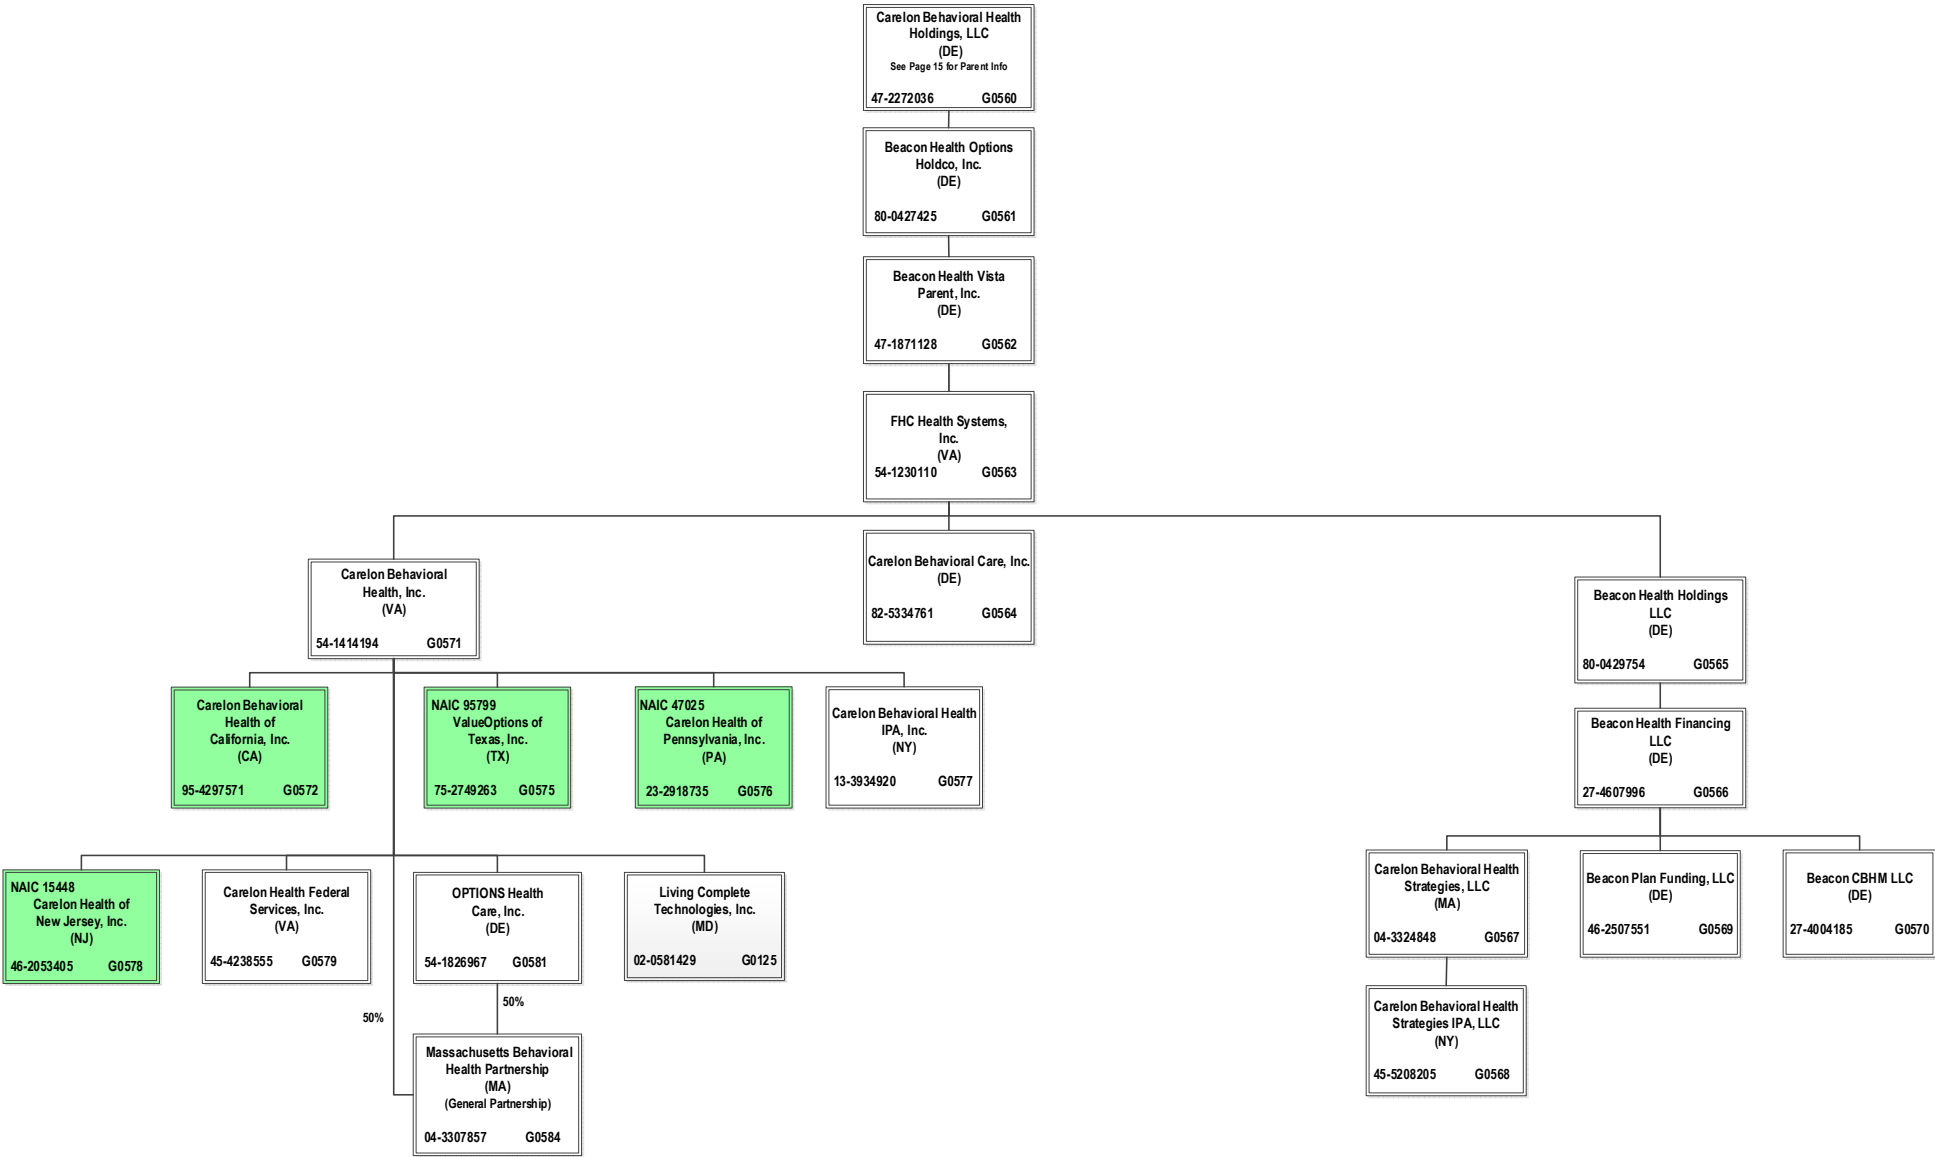 Carelon Behavioral Health
Holdings, LLC
(DE)
See Page 15 for Parent Info
47-2272036 G0560
Beacon Health Options
Holdco, Inc.
(DE)
80-0427425 G0561
Beacon Health Vista
Parent, Inc.
(DE)
47-1871128 G0562
FHC Health Systems,
Inc.
(VA)
54-1230110 G0563
Carelon Behavioral
Health, Inc.
(VA)
54-1414194 G0571
Carelon Behavioral Care, Inc.
(DE)
82-5334761 G0564
Beacon Health Holdings
LLC
(DE)
80-0429754 G0565
Carelon Behavioral
Health of
California, Inc.
(CA)
95-4297571 G0572
NAIC 95799
ValueOptions of
Texas, Inc.
(TX)
75-2749263 G0575
NAIC 47025
Carelon Health of
Pennsylvania, Inc.
(PA)
23-2918735 G0576
Carelon Behavioral Health
IPA, Inc.
(NY)
13-3934920 G0577
Beacon Health Financing
LLC
(DE)
27-4607996 G0566
NAIC 15448
Carelon Health of
New Jersey, Inc.
(NJ)
46-2053405 G0578
Carelon Health Federal
Services, Inc.
(VA)
45-4238555 G0579
OPTIONS Health
Care, Inc.
(DE)
54-1826967 G0581
Living Complete
Technologies, Inc.
(MD)
02-0581429 G0125
Carelon Behavioral Health
Strategies, LLC
(MA)
04-3324848 G0567
Beacon Plan Funding, LLC
(DE)
46-2507551 G0569
Beacon CBHM LLC
(DE)
27-4004185 G0570
50%
50%
Massachusetts Behavioral
Health Partnership
(MA)
(General Partnership)
04-3307857 G0584
Carelon Behavioral Health
Strategies IPA, LLC
(NY)
45-5208205 G0568